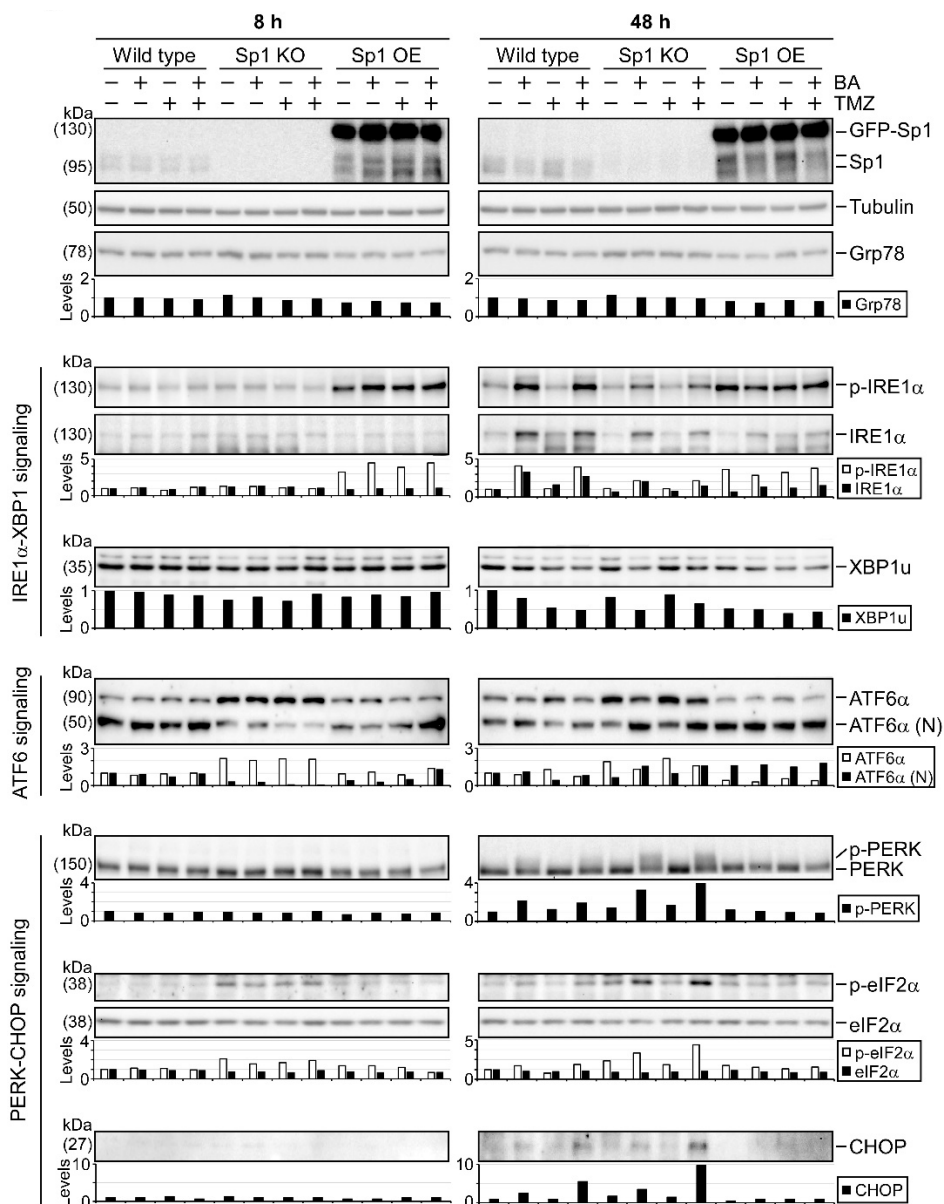 8 h 48 h
Wild type Sp1 KO Sp1 OE Wild type Sp1 KO Sp1 OE
− + − + − + − + − + − + − + − + − + − + − + − + BA
− − + + − − + + − − + + − − + + − − + + − − + + TMZ
kDa
(130) GFP-Sp1
(95) Sp1
(50) Tubulin
(78) Grp78
Levels 2 0 2 0 Grp78
IRE1α-XBP1 signaling
kDa
(130) p-IRE1α
(130) IRE1α
Levels 5 0 5 0 p-IRE1α
IRE1α
kDa
(35) XBP1u
Levels 1 0 1 0 XBP1u
ATF6 signaling
kDa
(90) ATF6α
(50) ATF6α (N)
Levels 3 0 3 0 ATF6α
ATF6α (N)
PERK-CHOP signaling
kDa
p-PERK
(150) PERK
Levels 4 0 4 0 p-PERK
kDa
(38) p-eIF2α
(38) eIF2α
Levels 5 0 5 0 p-eIF2α
eIF2α
kDa
(27) CHOP
Levels 10 0 10 0 CHOP